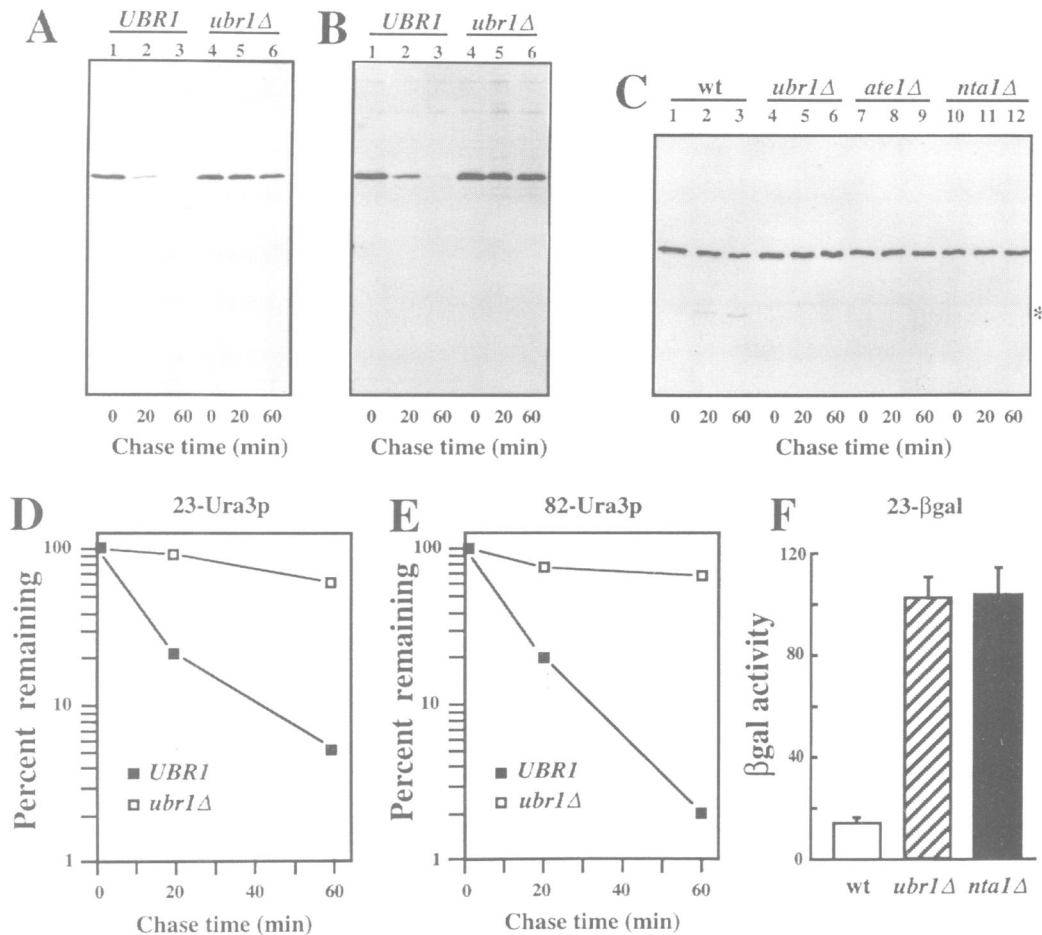 A
UBR1 ubr1Δ
1 2 3 4 5 6
0 20 60 0 20 60
Chase time (min)
B
UBR1 ubr1Δ
1 2 3 4 5 6
0 20 60 0 20 60
Chase time (min)
C
wt ubr1Δ ate1Δ nta1Δ
1 2 3 4 5 6 7 8 9 10 11 12
*
0 20 60 0 20 60 0 20 60 0 20 60
Chase time (min)
D
23-Ura3p
Percent remaining
100
10
1
UBR1
ubr1Δ
0 20 40 60
Chase time (min)
E
82-Ura3p
Percent remaining
100
10
1
UBR1
ubr1Δ
0 20 40 60
Chase time (min)
F
23-βgal
βgal activity
120
80
40
0
wt ubr1Δ nta1Δ